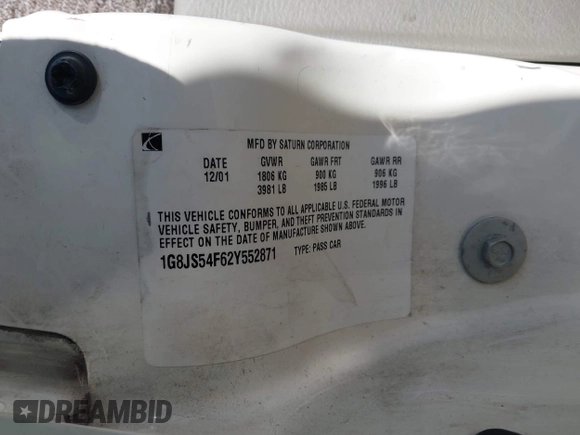 MFD BY SATURN CORPORATION
DATE GVWR GAWR FRT GAWR RR
12/01 1806 KG 900 KG 906 KG
3981 LB 1985 LB 1996 LB
THIS VEHICLE CONFORMS TO ALL APPLICABLE U.S. FEDERAL MOTOR
VEHICLE SAFETY, BUMPER, AND THEFT PREVENTION STANDARDS IN
EFFECT ON THE DATE OF MANUFACTURE SHOWN ABOVE.
1G8JS54F62Y552871 TYPE: PASS CAR
DREAMBID